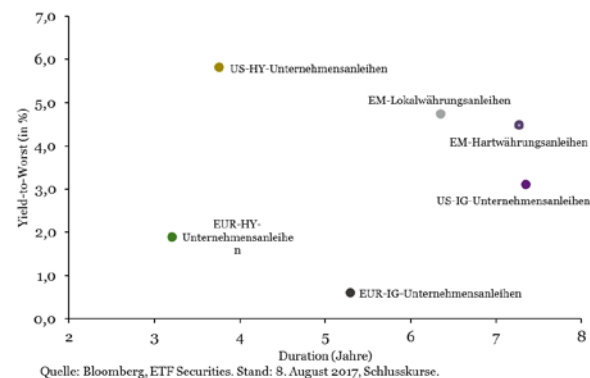 7,0
6,0
US-HY-Unternehmensanleihen
5,0
EM-Lokalwährungsanleihen
4,0
EM-Hartwährungsanleihen
3,0
US-IG-Unternehmensanleihen
2,0
EUR-HY-
Unternehmensanleihe
n
1,0
EUR-IG-Unternehmensanleihen
0,0
Yield-to-Worst (in %)
2 3 4 5 6 7 8
Duration (Jahre)
Quelle: Bloomberg, ETF Securities. Stand: 8. August 2017, Schlusskurse.